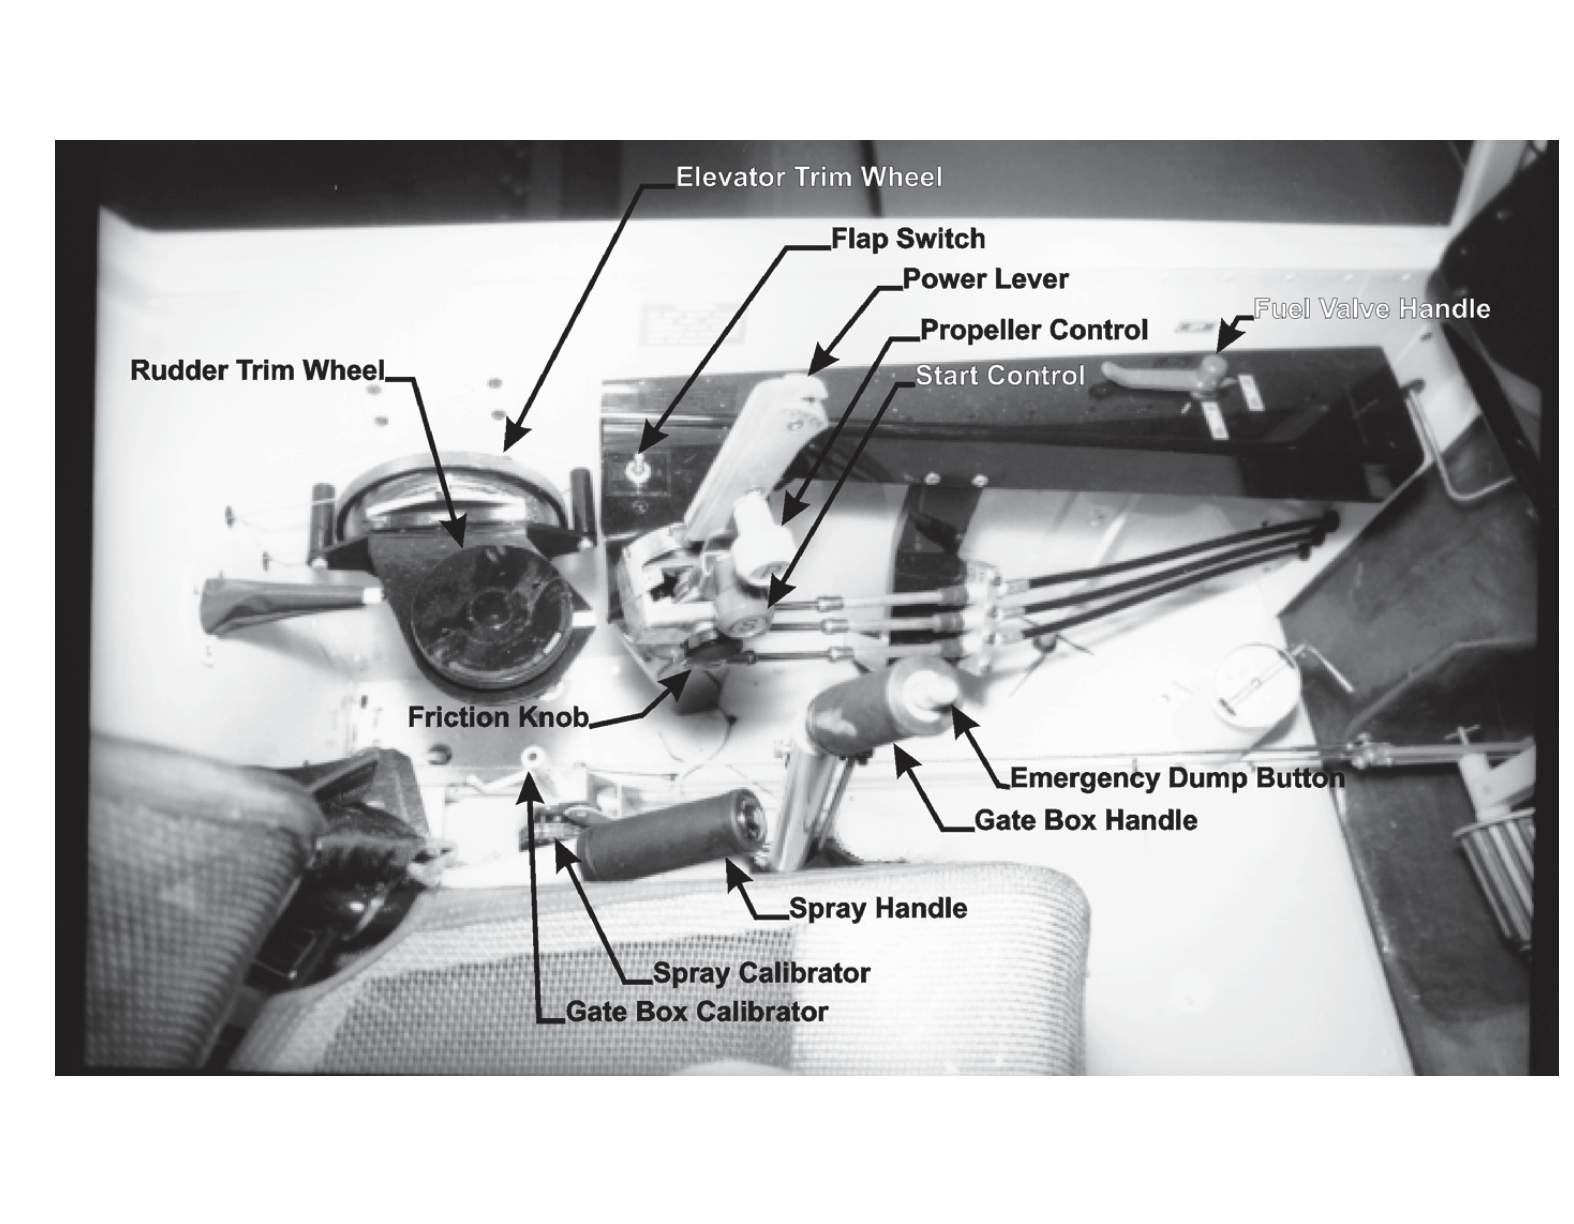 Elevator Trim Wheel
Flap Switch
Power Lever
Fuel Valve Handle
Propeller Control
Rudder Trim Wheel
Start Control
Friction Knob
Emergency Dump Button
Gate Box Handle
Spray Handle
Spray Calibrator
Gate Box Calibrator